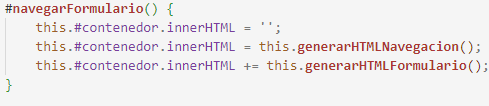 #navegarFormulario() {
    this.#contenedor.innerHTML = '';
    this.#contenedor.innerHTML = this.generarHTMLNavegacion();
    this.#contenedor.innerHTML += this.generarHTMLFormulario();
}